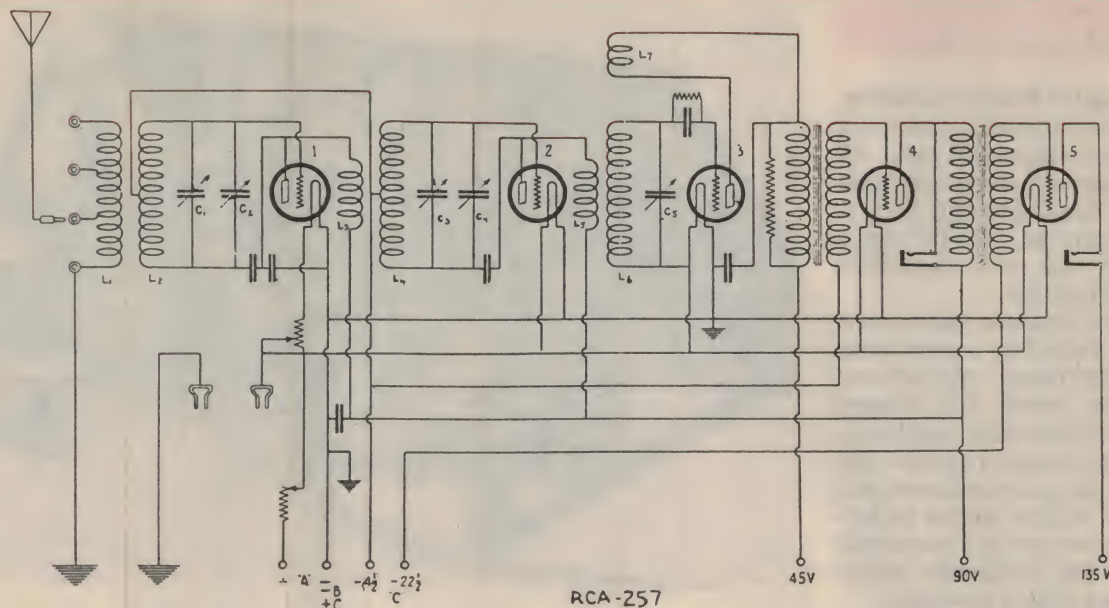 L7
1
2
3
4
5
C1
C2
L3
C3
C4
L5
C5
L1
L2
L4
L6
+ "A" - -4½ -22½
-B "C"
+C
45V
90V
135V
RCA-257